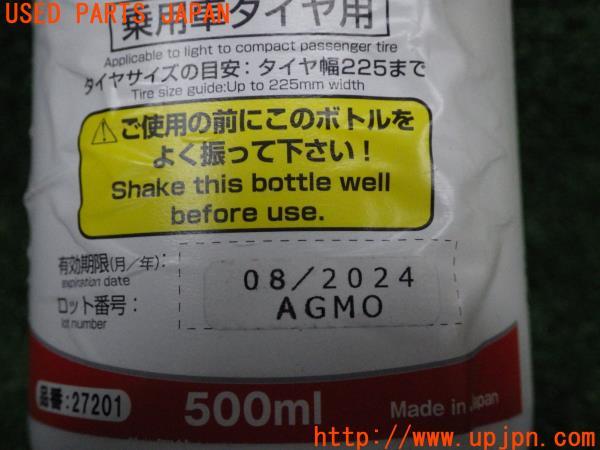 USED PARTS JAPAN
乗用車タイヤ用
Applicable to light to compact passenger tire
タイヤサイズの目安：タイヤ幅225まで
Tire size guide:Up to 225mm width
⚠ご使用の前にこのボトルを
よく振って下さい！
Shake this bottle well
before use.
有効期限(月/年)：
expiration date
08/2024
ロット番号：
lot number
AGMO
品番:27201
500ml
Made in Japan
http://www.upjpn.com/